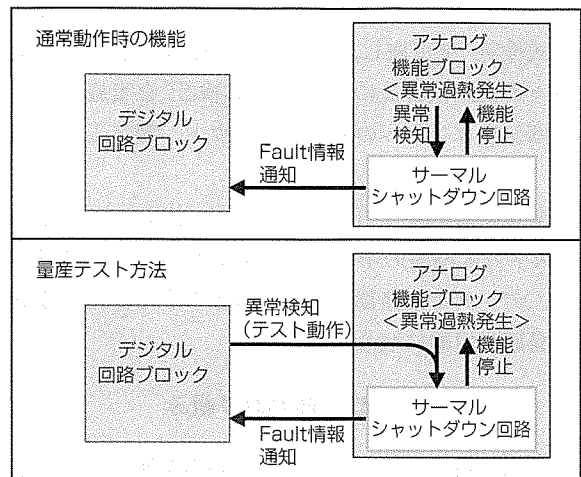 通常動作時の機能
アナログ
機能ブロック
<異常過熱発生>
異常
検知
機能
停止
デジタル
回路ブロック
Fault情報
通知
サーマル
シャットダウン回路
量産テスト方法
アナログ
機能ブロック
<異常過熱発生>
異常検知
(テスト動作)
機能
停止
デジタル
回路ブロック
サーマル
シャットダウン回路
Fault情報
通知